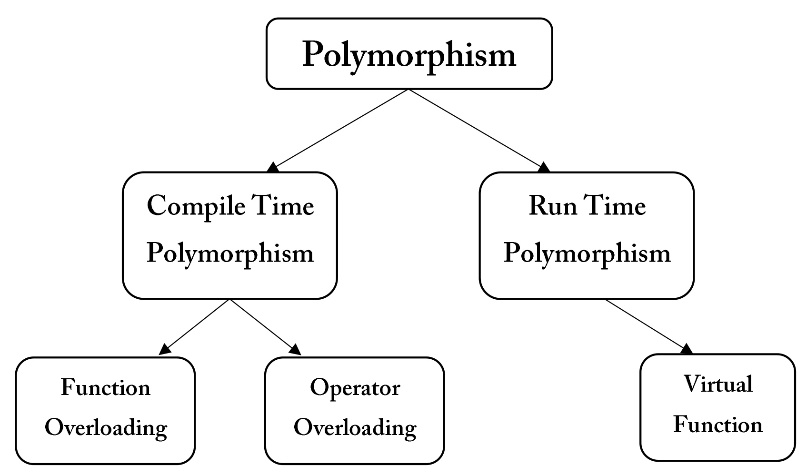 Polymorphism
Compile Time
Polymorphism
Run Time
Polymorphism
Function
Overloading
Operator
Overloading
Virtual
Function